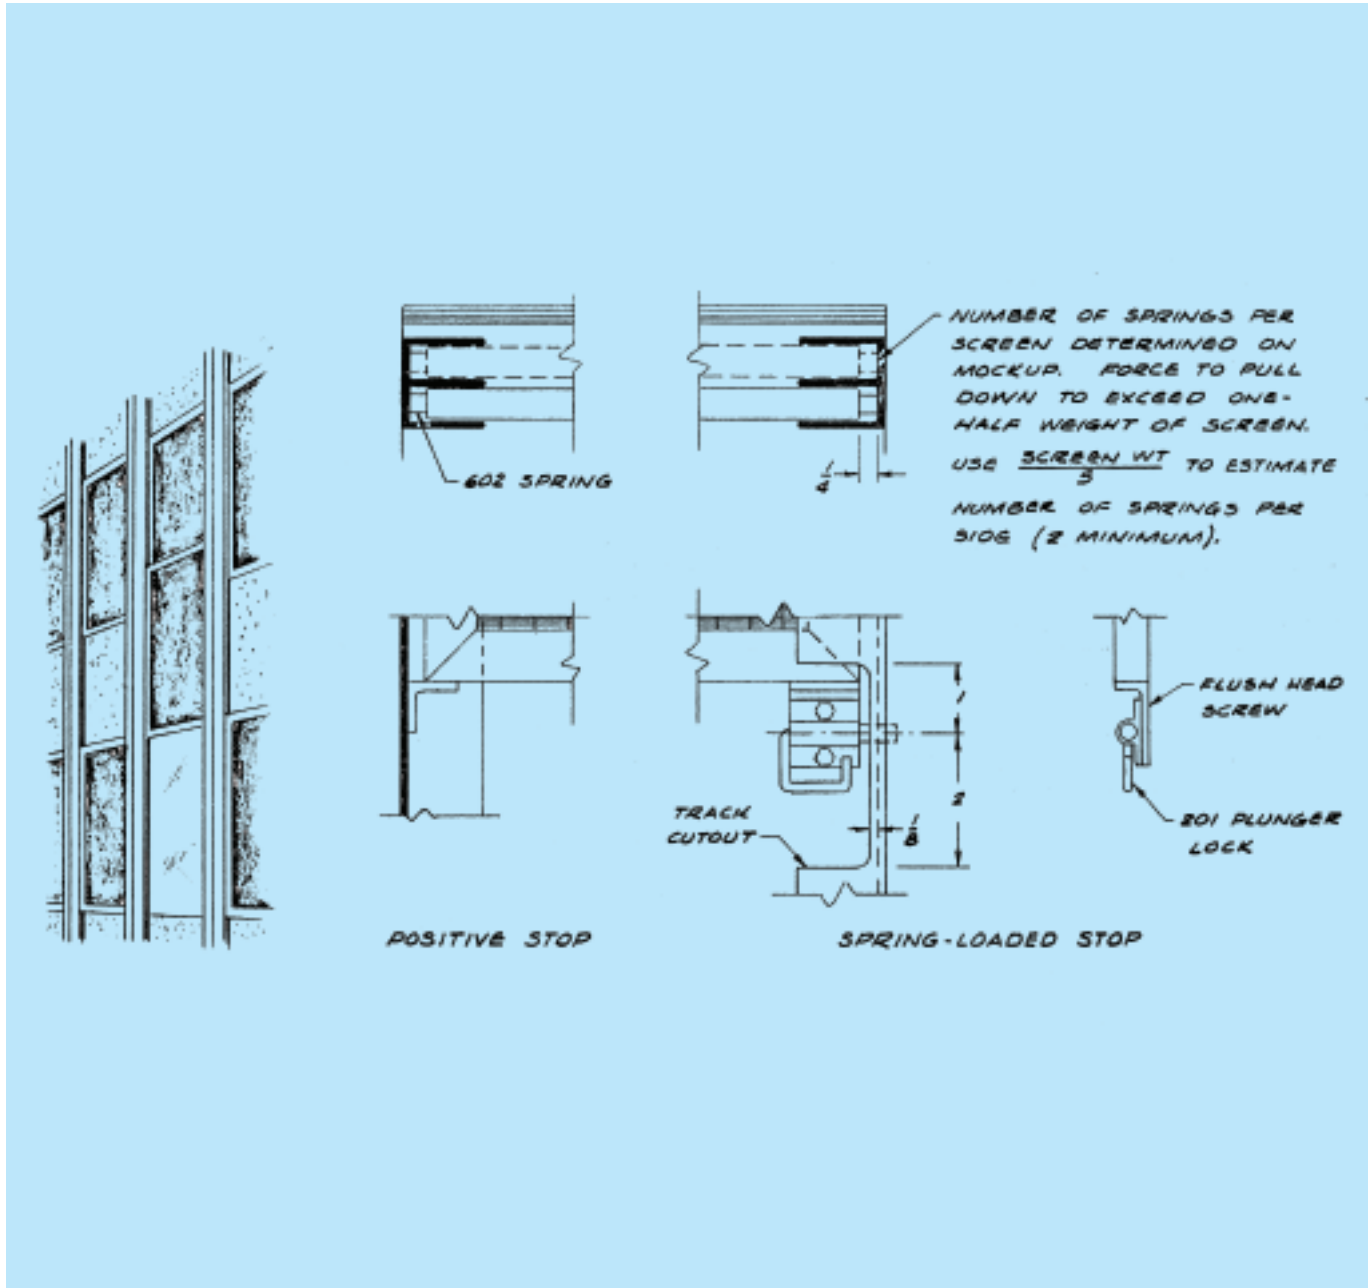 NUMBER OF SPRINGS PER
SCREEN DETERMINED ON
MOCKUP. FORCE TO PULL
DOWN TO EXCEED ONE-
HALF WEIGHT OF SCREEN.
USE SCREEN WT/5 TO ESTIMATE
NUMBER OF SPRINGS PER
SIDE (2 MINIMUM).
602 SPRING
1/4
FLUSH HEAD
SCREW
1
2
TRACK
CUTOUT
1/8
201 PLUNGER
LOCK
POSITIVE STOP
SPRING-LOADED STOP